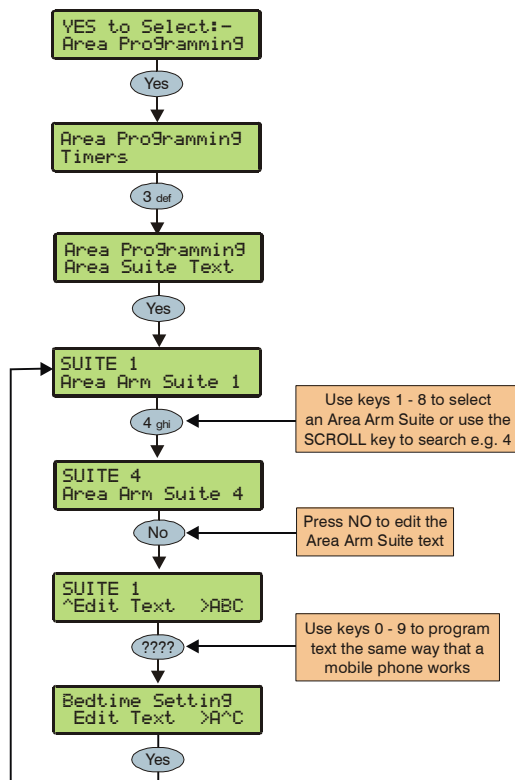 YES to Select:-
Area Programming
Yes
Area Programming
Timers
3 def
Area Programming
Area Suite Text
Yes
SUITE 1
Area Arm Suite 1
4 ghi
Use keys 1 - 8 to select
an Area Arm Suite or use the
SCROLL key to search e.g. 4
SUITE 4
Area Arm Suite 4
No
Press NO to edit the
Area Arm Suite text
SUITE 1
^Edit Text >ABC
????
Use keys 0 - 9 to program
text the same way that a
mobile phone works
Bedtime Setting
Edit Text >A^C
Yes